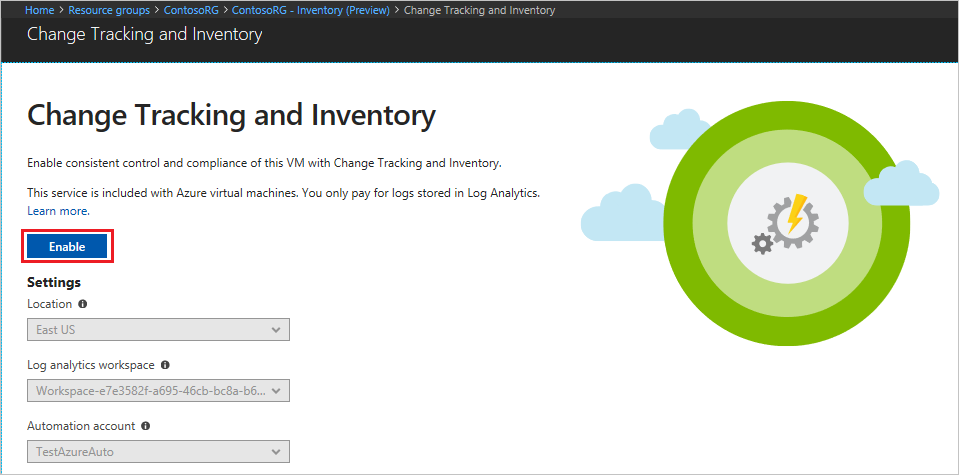 Home > Resource groups > ContosoRG > ContosoRG - Inventory (Preview) > Change Tracking and Inventory
Change Tracking and Inventory
Change Tracking and Inventory
Enable consistent control and compliance of this VM with Change Tracking and Inventory.
This service is included with Azure virtual machines. You only pay for logs stored in Log Analytics.
Learn more.
Enable
Settings
Location
East US
Log analytics workspace
Workspace-e7e3582f-a695-46cb-bc8a-b6...
Automation account
TestAzureAuto